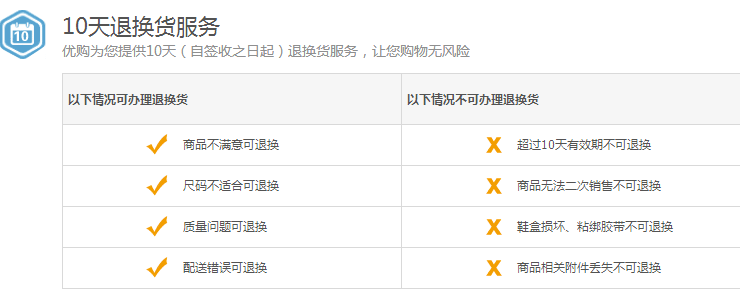 10
10天退换货服务
优购为您提供10天（自签收之日起）退换货服务，让您购物无风险
以下情况可办理退换货 以下情况不可办理退换货
商品不满意可退换 超过10天有效期不可退换
尺码不适合可退换 商品无法二次销售不可退换
质量问题可退换 鞋盒损坏、粘绑胶带不可退换
配送错误可退换 商品相关附件丢失不可退换